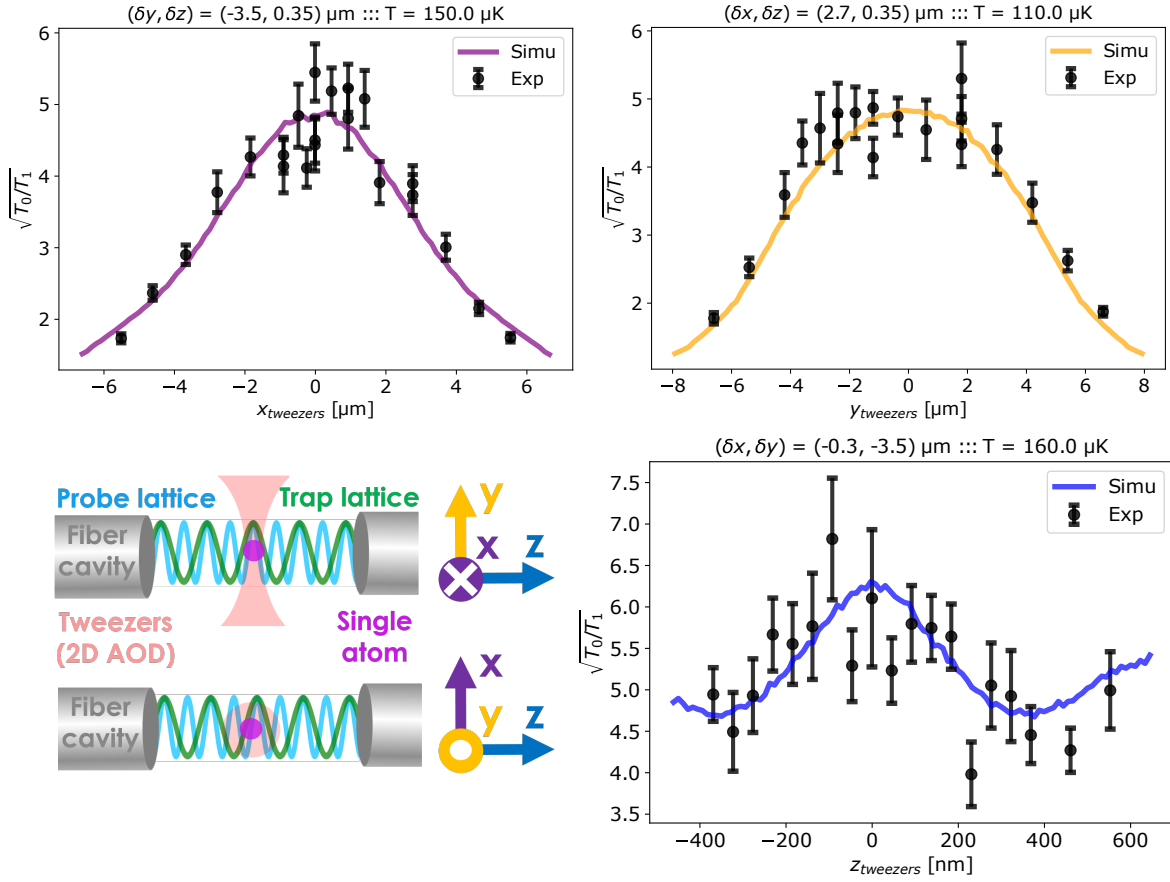 (δy, δz) = (-3.5, 0.35) µm ::: T = 150.0 µK
6
5
4
3
2
√T₀/T₁
Simu
Exp
−6
−4
−2
0
2
4
6
x_tweezers [µm]
(δx, δz) = (2.7, 0.35) µm ::: T = 110.0 µK
6
5
4
3
2
√T₀/T₁
Simu
Exp
−8
−6
−4
−2
0
2
4
6
8
y_tweezers [µm]
Probe lattice
Trap lattice
Fiber
cavity
y
x
z
Tweezers
(2D AOD)
Single
atom
Fiber
cavity
x
y
z
(δx, δy) = (-0.3, -3.5) µm ::: T = 160.0 µK
7.5
7.0
6.5
6.0
5.5
5.0
4.5
4.0
3.5
√T₀/T₁
Simu
Exp
−400
−200
0
200
400
600
z_tweezers [nm]